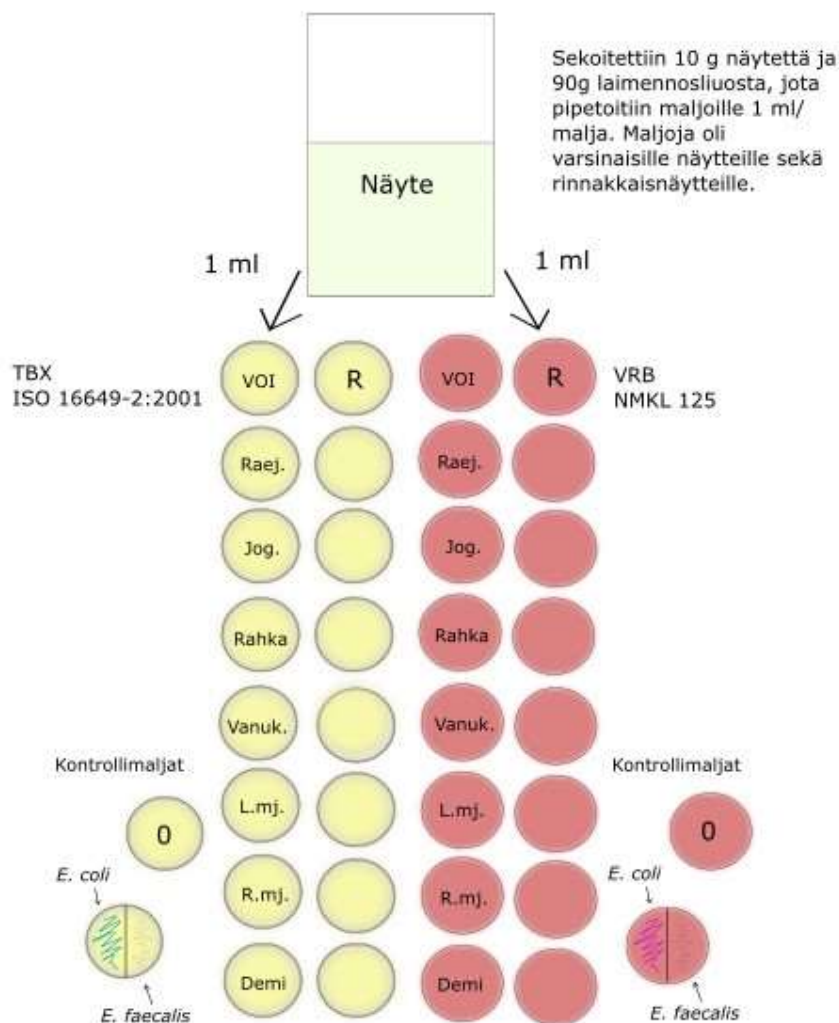 Sekoitettiin 10 g näytettä ja
90g laimennosliuosta, jota
pipetoitiin maljoille 1 ml/
malja. Maljoja oli
varsinaisille näytteille sekä
rinnakkaisnäytteille.
Näyte
1 ml
1 ml
TBX
ISO 16649-2:2001
VOI
R
VOI
R
VRB
NMKL 125
Raej.
Raej.
Jog.
Jog.
Rahka
Rahka
Vanuk.
Vanuk.
Kontrollimaljat
Kontrollimaljat
0
L.mj.
L.mj.
0
E. coli
E. coli
R.mj.
R.mj.
Demi
Demi
E. faecalis
E. faecalis